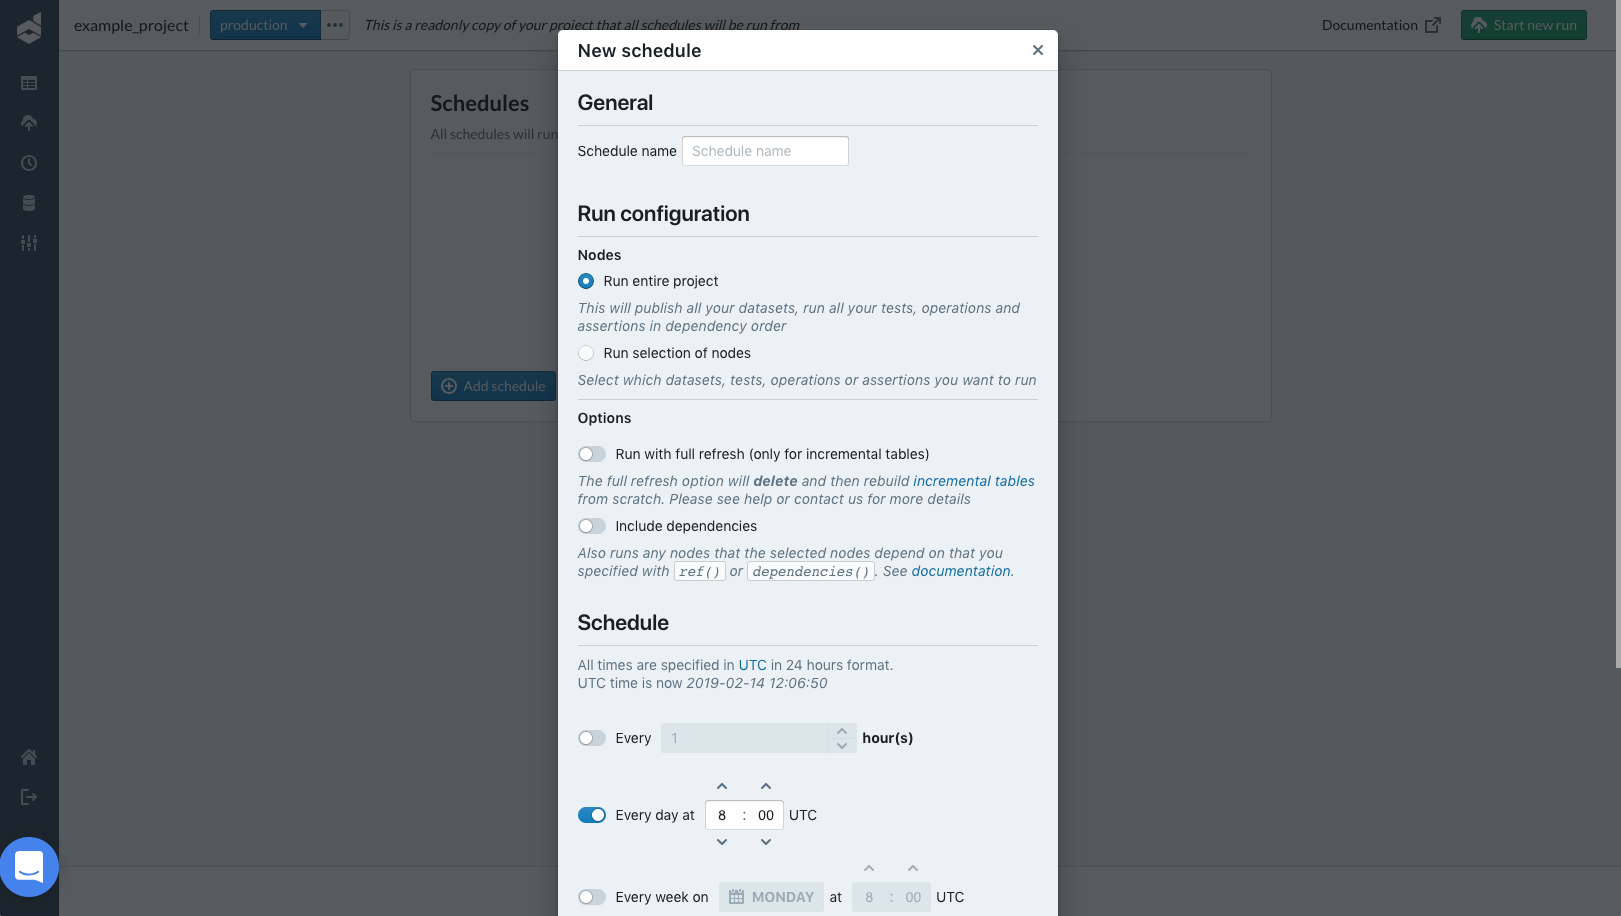 example_project
production
This is a readonly copy of your project that all schedules will be run from
Documentation
Start new run
Schedules
All schedules will run
Add schedule
New schedule
General
Schedule name
Schedule name
Run configuration
Nodes
Run entire project
This will publish all your datasets, run all your tests, operations and
assertions in dependency order
Run selection of nodes
Select which datasets, tests, operations or assertions you want to run
Options
Run with full refresh (only for incremental tables)
The full refresh option will delete and then rebuild incremental tables
from scratch. Please see help or contact us for more details
Include dependencies
Also runs any nodes that the selected nodes depend on that you
specified with ref() or dependencies(). See documentation.
Schedule
All times are specified in UTC in 24 hours format.
UTC time is now 2019-02-14 12:06:50
Every 1 hour(s)
Every day at 8 : 00 UTC
Every week on MONDAY at 8 : 00 UTC